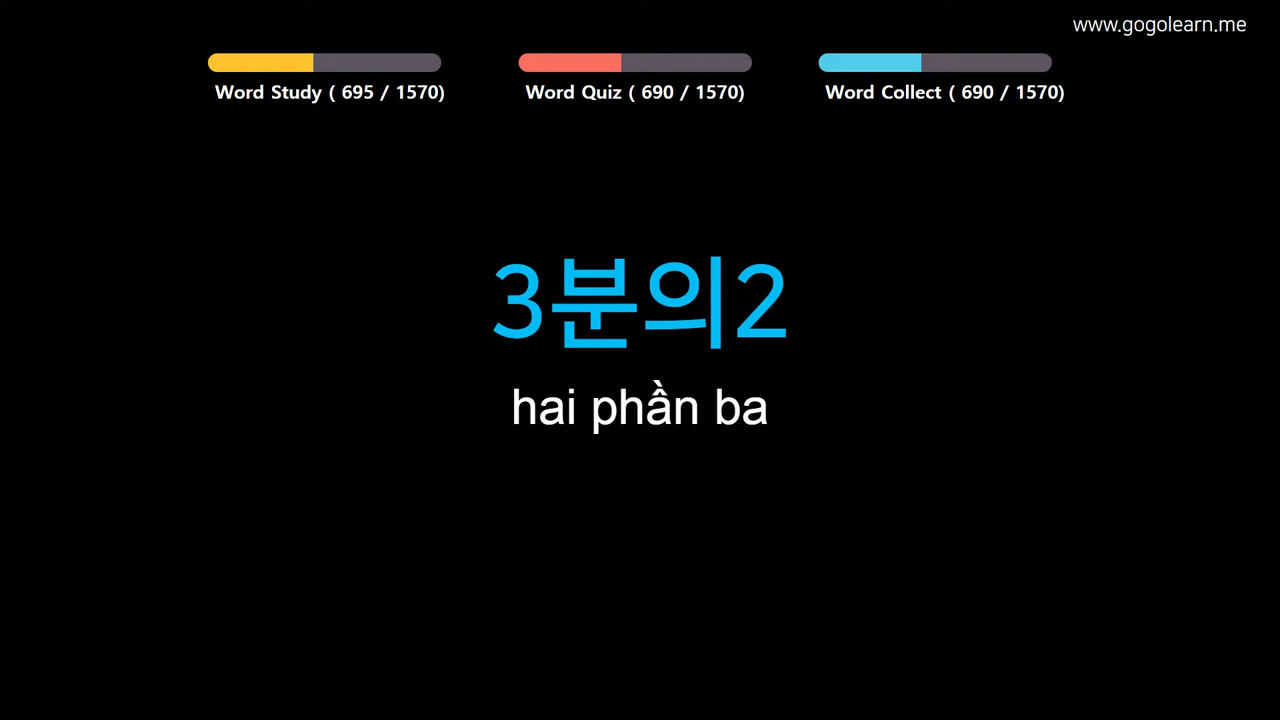 www.gogolearn.me
Word Study ( 695 / 1570)
Word Quiz ( 690 / 1570)
Word Collect ( 690 / 1570)
3분의2
hai phần ba